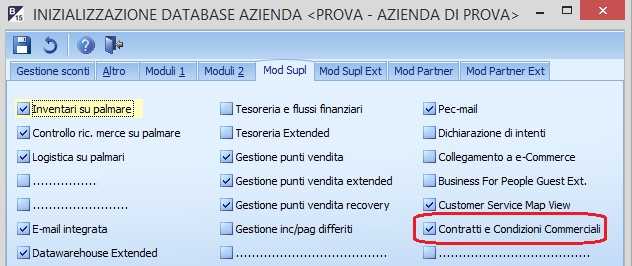 B 15 INIZIALIZZAZIONE DATABASE AZIENDA <PROVA - AZIENDA DI PROVA>
Gestione sconti Altro Moduli 1 Moduli 2 Mod Supl Mod Supl Ext Mod Partner Mod Partner Ext
Inventari su palmare Tesoreria e flussi finanziari Pec-mail
Controllo ric. merce su palmare Tesoreria Extended Dichiarazione di intenti
Logistica su palmari Gestione punti vendita Collegamento a e-Commerce
.................. Gestione punti vendita extended Business For People Guest Ext.
................... Gestione punti vendita recovery Customer Service Map View
E-mail integrata Gestione inc/pag differiti Contratti e Condizioni Commerciali
Datawarehouse Extended ........................................ ........................................